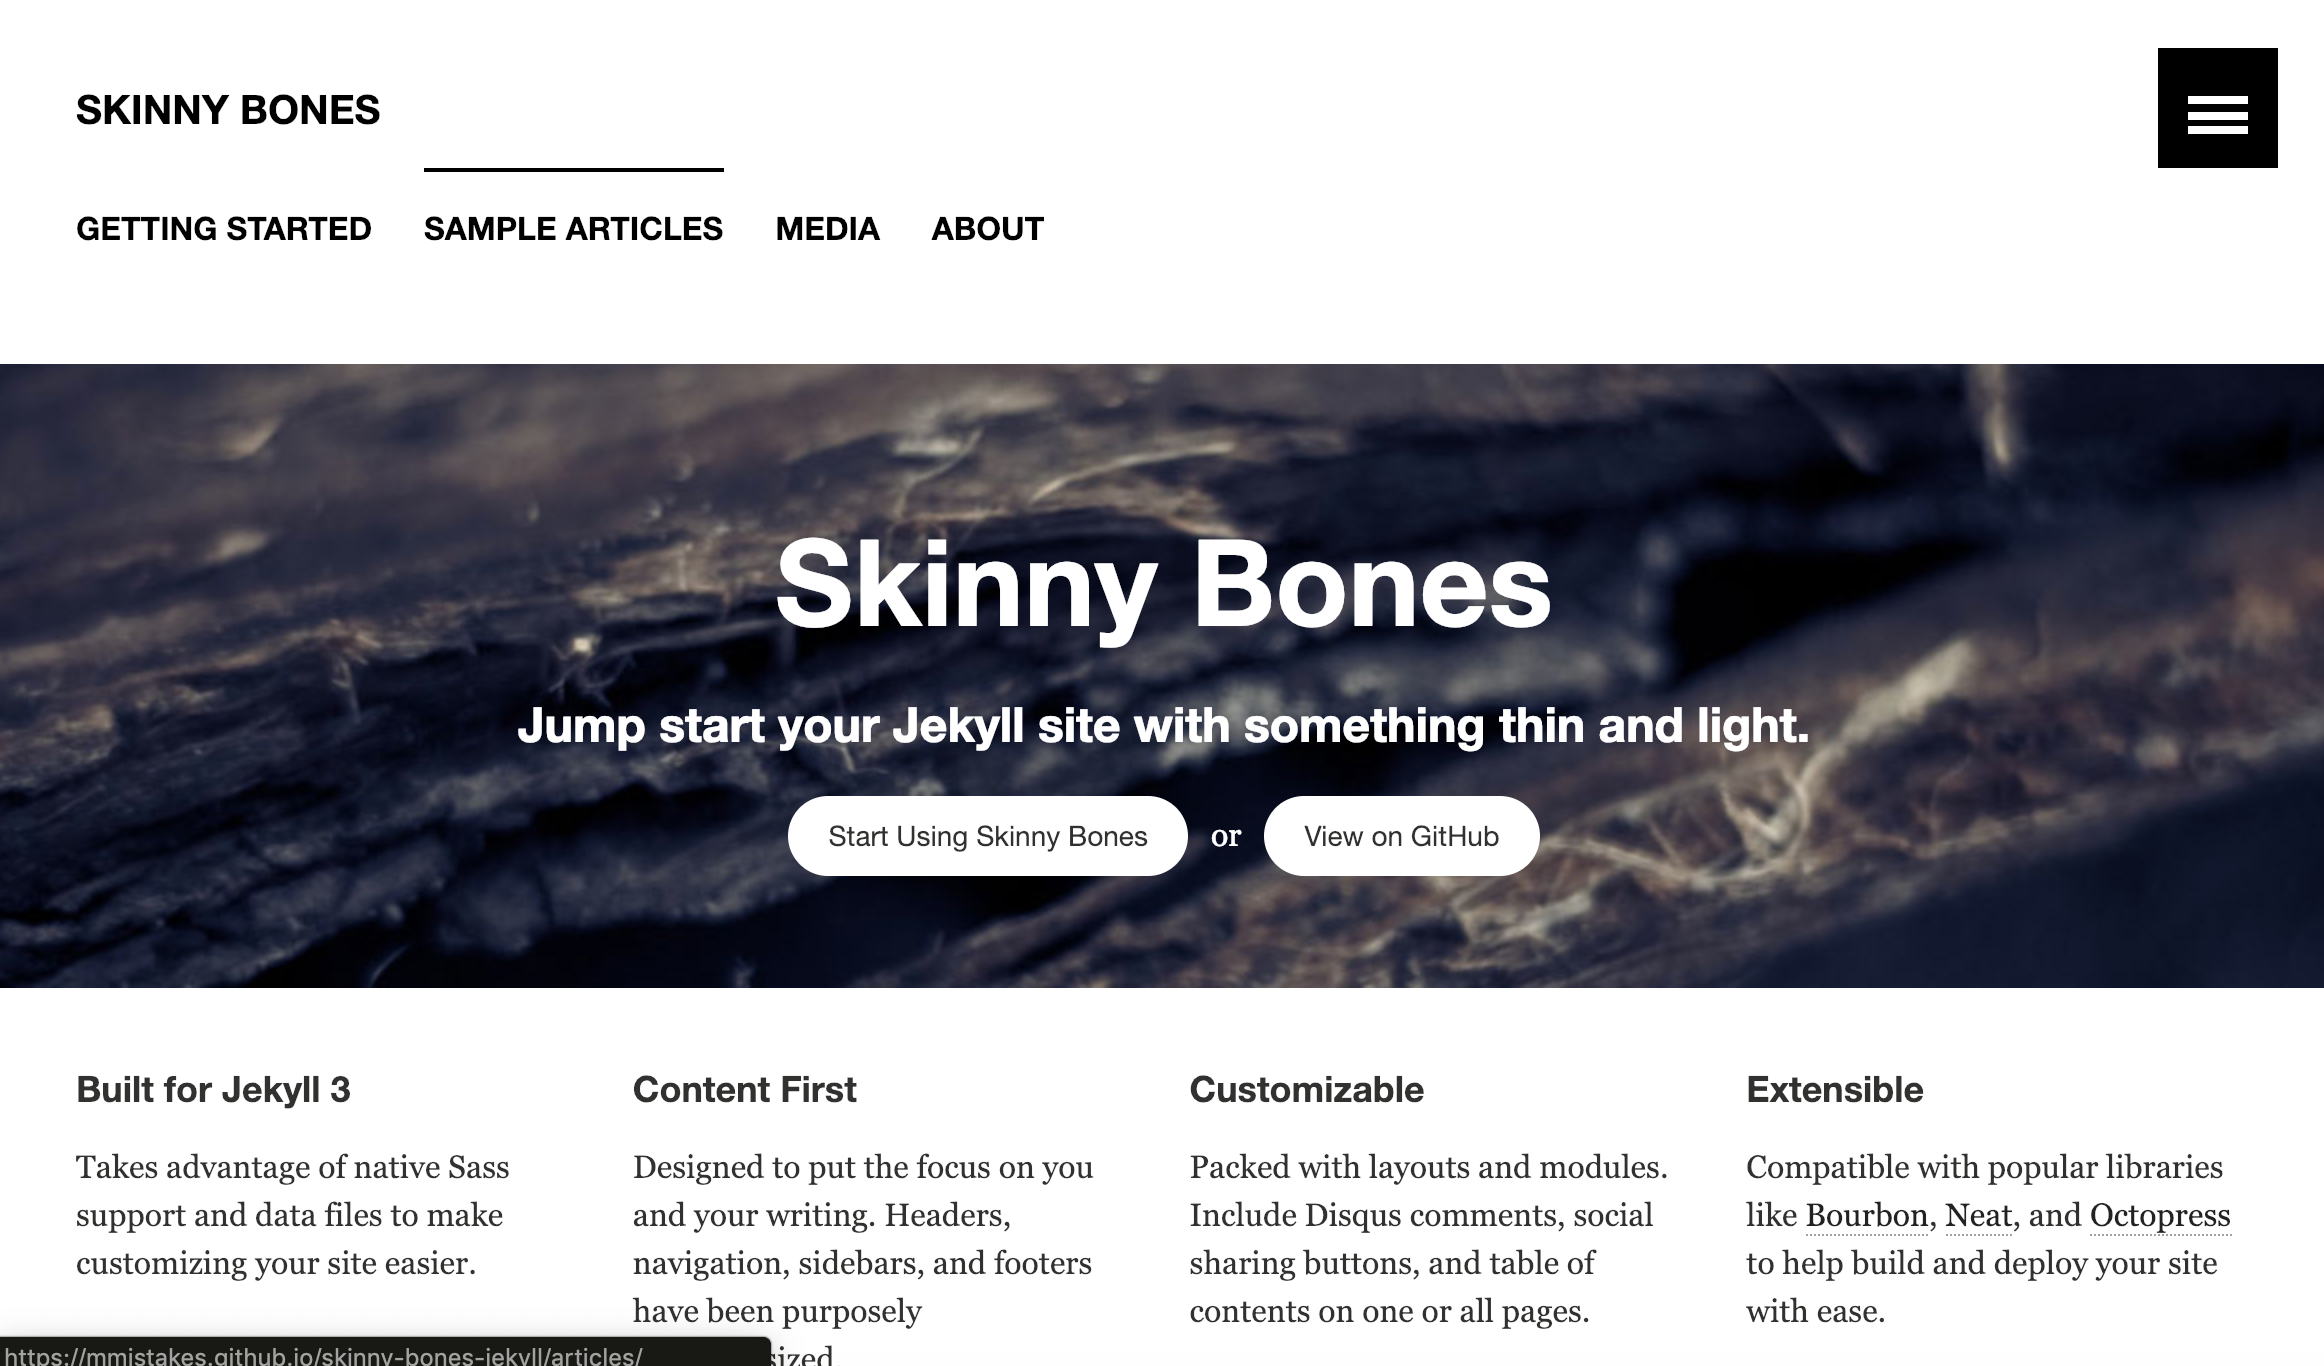 SKINNY BONES
GETTING STARTED SAMPLE ARTICLES MEDIA ABOUT
Skinny Bones
Jump start your Jekyll site with something thin and light.
Start Using Skinny Bones or View on GitHub
Built for Jekyll 3
Takes advantage of native Sass
support and data files to make
customizing your site easier.
Content First
Designed to put the focus on you
and your writing. Headers,
navigation, sidebars, and footers
have been purposely
Customizable
Packed with layouts and modules.
Include Disqus comments, social
sharing buttons, and table of
contents on one or all pages.
Extensible
Compatible with popular libraries
like Bourbon, Neat, and Octopress
to help build and deploy your site
with ease.
https://mmistakes.github.io/skinny-bones-jekyll/articles/